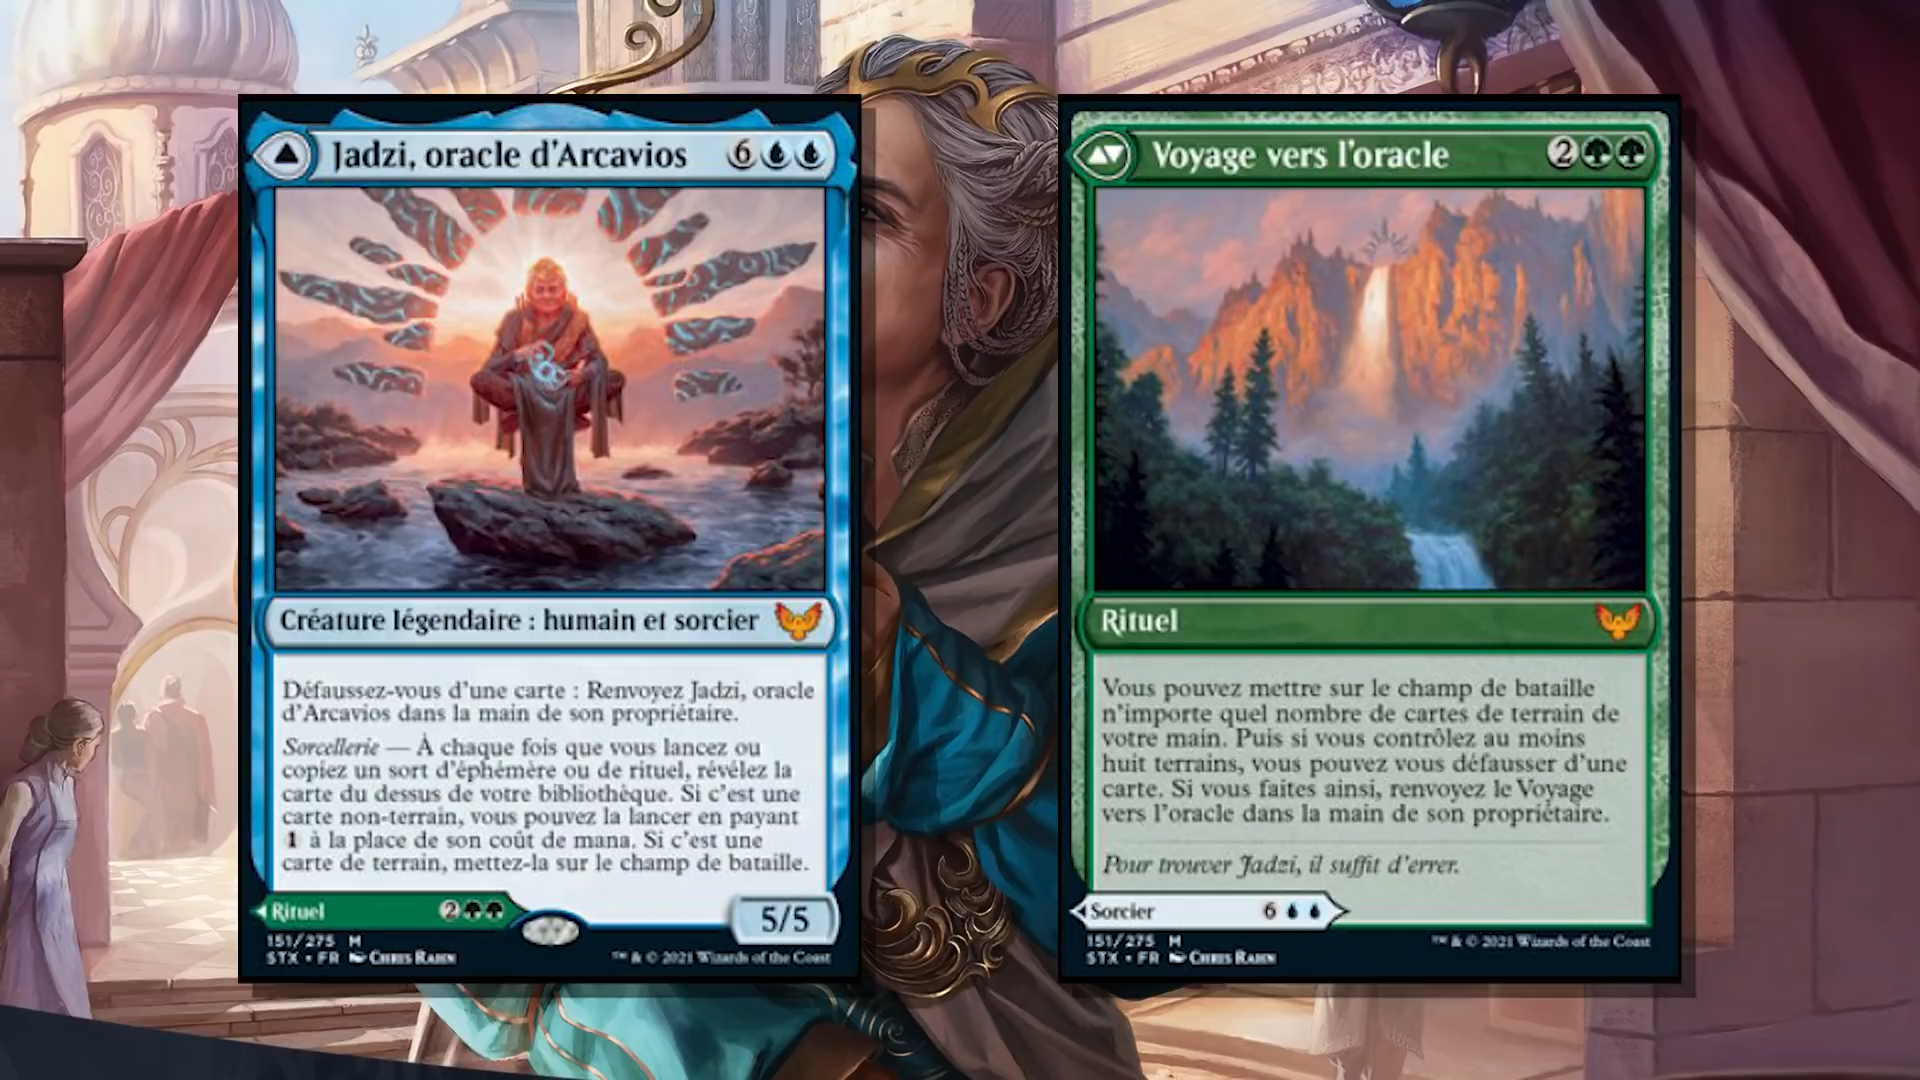 Jadzi, oracle d'Arcavios 6
Créature légendaire : humain et sorcier
Défaussez-vous d'une carte : Renvoyez Jadzi, oracle
d'Arcavios dans la main de son propriétaire.
Sorcellerie — À chaque fois que vous lancez ou
copiez un sort d'éphémère ou de rituel, révélez la
carte du dessus de votre bibliothèque. Si c'est une
carte non-terrain, vous pouvez la lancer en payant
1 à la place de son coût de mana. Si c'est une
carte de terrain, mettez-la sur le champ de bataille.
Rituel 2
5/5
151/275 M
STX • FR Chris Rahn
™ & © 2021 Wizards of the Coast
Voyage vers l'oracle 2
Rituel
Vous pouvez mettre sur le champ de bataille
n'importe quel nombre de cartes de terrain de
votre main. Puis si vous contrôlez au moins
huit terrains, vous pouvez vous défausser d'une
carte. Si vous faites ainsi, renvoyez le Voyage
vers l'oracle dans la main de son propriétaire.
Pour trouver Jadzi, il suffit d'errer.
Sorcier 6
151/275 M
STX • FR Chris Rahn
™ & © 2021 Wizards of the Coast